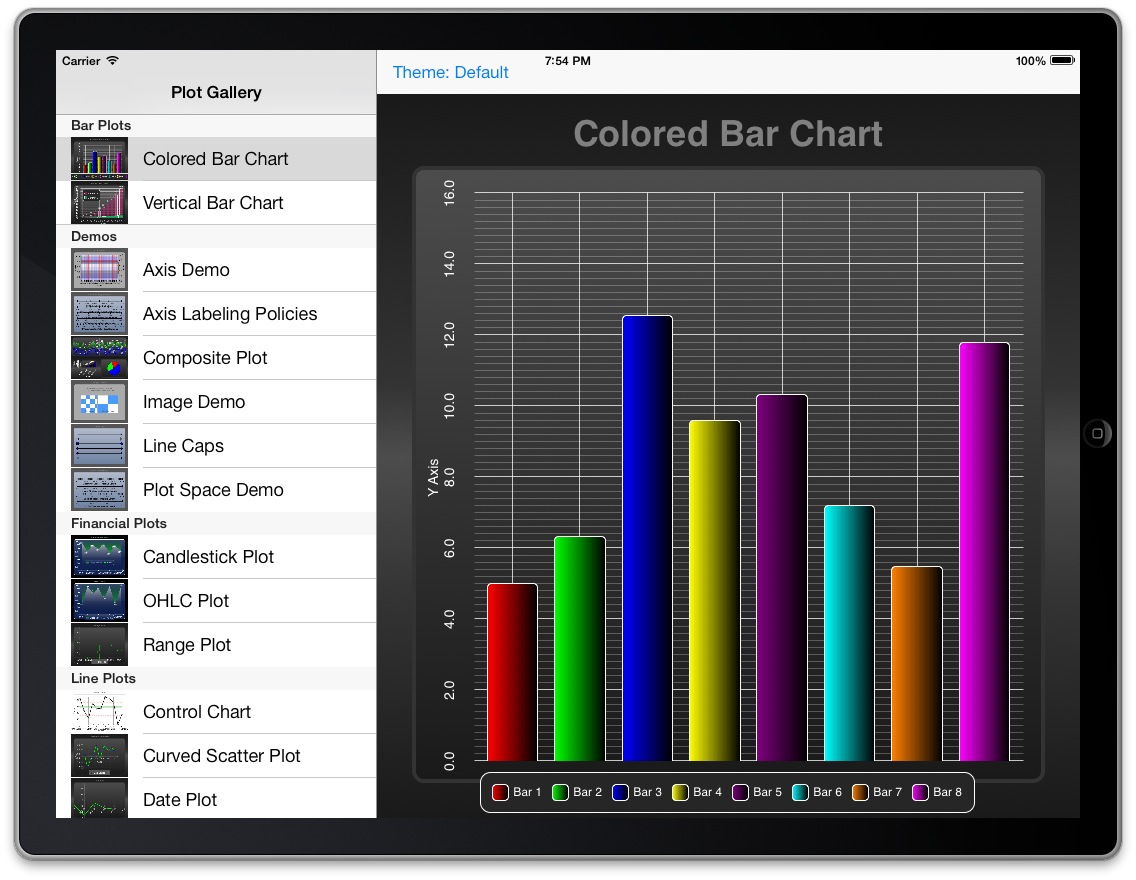 Carrier
7:54 PM
100%
Plot Gallery
Theme: Default
Bar Plots
Colored Bar Chart
Vertical Bar Chart
Demos
Axis Demo
Axis Labeling Policies
Composite Plot
Image Demo
Line Caps
Plot Space Demo
Financial Plots
Candlestick Plot
OHLC Plot
Range Plot
Line Plots
Control Chart
Curved Scatter Plot
Date Plot
Colored Bar Chart
16.0
14.0
12.0
10.0
8.0
6.0
4.0
2.0
0.0
Y Axis
Bar 1 Bar 2 Bar 3 Bar 4 Bar 5 Bar 6 Bar 7 Bar 8